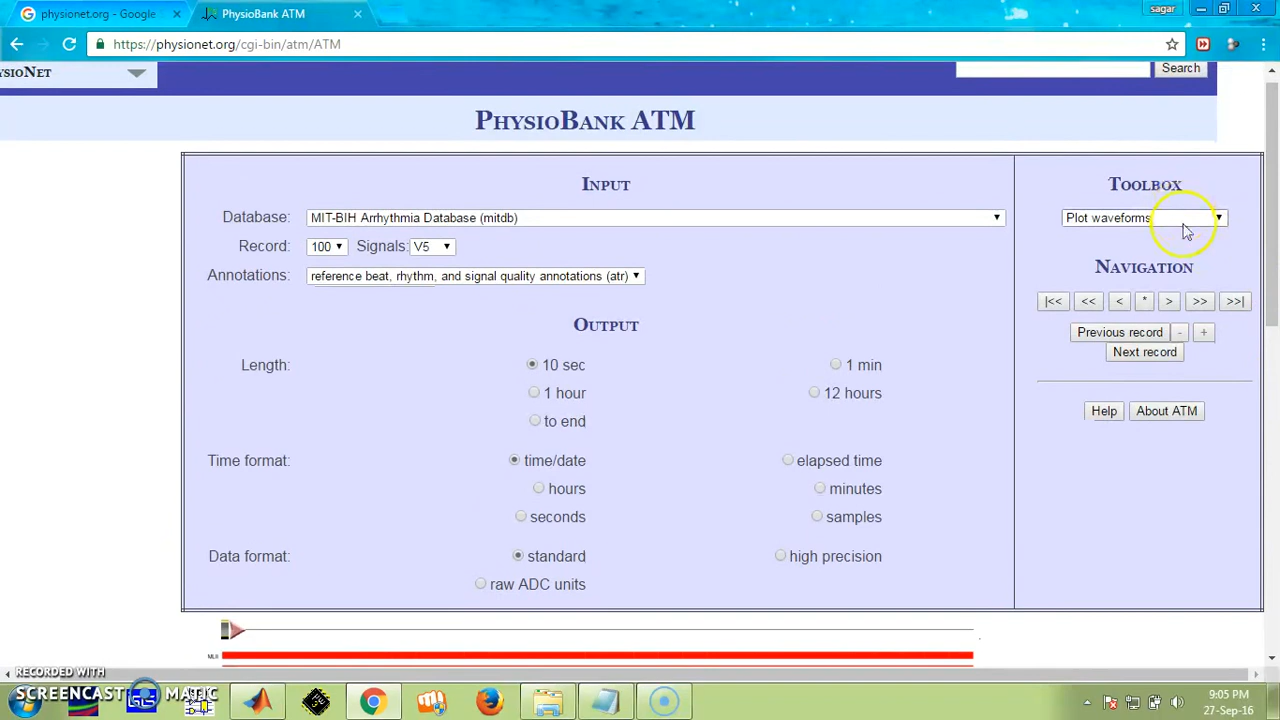 physionet.org - Google
PhysioBank ATM
sagar
https://physionet.org/cgi-bin/atm/ATM
YSIONET
Search
PHYSIOBANK ATM
INPUT
Database: MIT-BIH Arrhythmia Database (mitdb)
Record: 100 Signals: V5
Annotations: reference beat, rhythm, and signal quality annotations (atr)
OUTPUT
Length: 10 sec 1 min
1 hour 12 hours
to end
Time format: time/date elapsed time
hours minutes
seconds samples
Data format: standard high precision
raw ADC units
TOOLBOX
Plot waveforms
NAVIGATION
|<< << < * > >> >>|
Previous record - +
Next record
Help About ATM
MLII
RECORDED WITH
SCREENCAST MATIC
9:05 PM
27-Sep-16